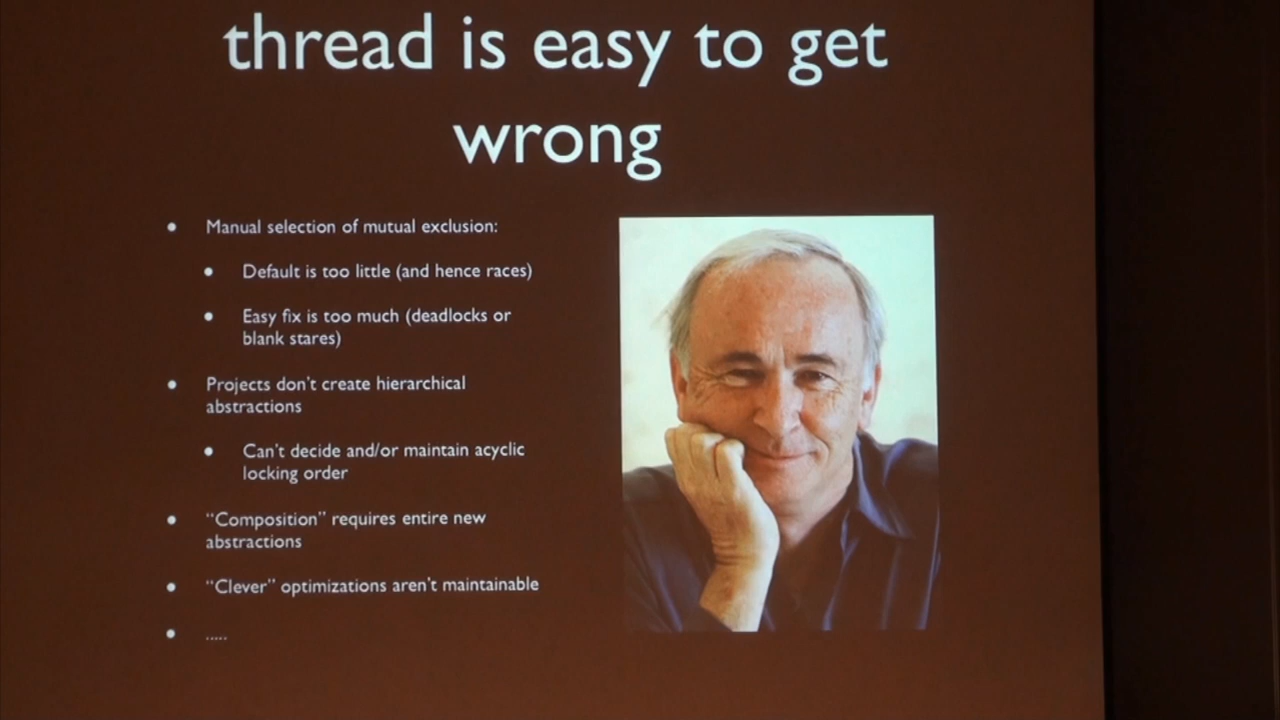 thread is easy to get
wrong
• Manual selection of mutual exclusion:
• Default is too little (and hence races)
• Easy fix is too much (deadlocks or
blank stares)
• Projects don't create hierarchical
abstractions
• Can't decide and/or maintain acyclic
locking order
• “Composition” requires entire new
abstractions
• “Clever” optimizations aren't maintainable
• .....